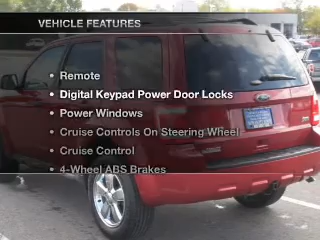 VEHICLE FEATURES
• Remote
• Digital Keypad Power Door Locks
• Power Windows
• Cruise Controls On Steering Wheel
• Cruise Control
• 4-Wheel ABS Brakes